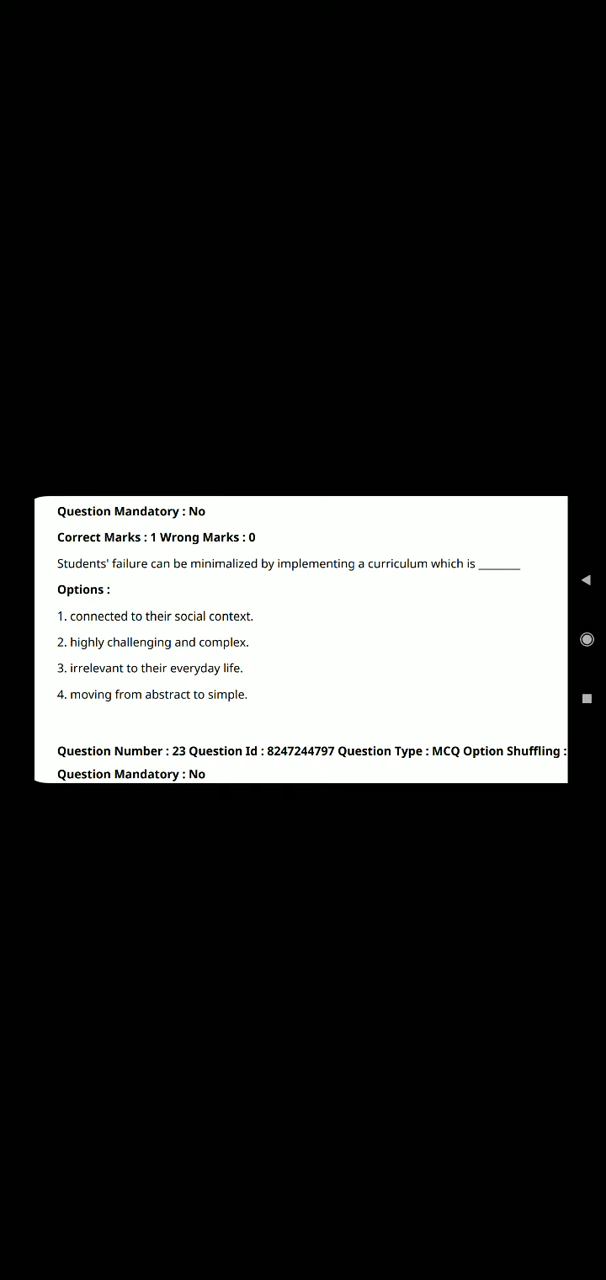 Question Mandatory : No
Correct Marks : 1 Wrong Marks : 0
Students' failure can be minimalized by implementing a curriculum which is _______
Options :
1. connected to their social context.
2. highly challenging and complex.
3. irrelevant to their everyday life.
4. moving from abstract to simple.
Question Number : 23 Question Id : 8247244797 Question Type : MCQ Option Shuffling :
Question Mandatory : No